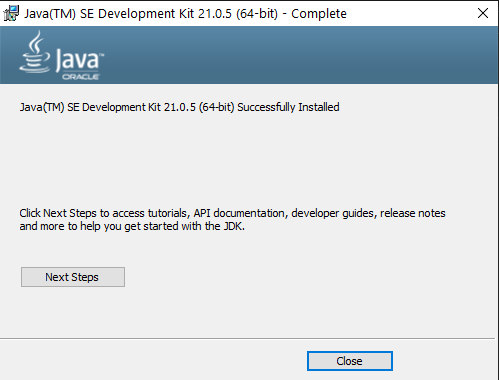 Java(TM) SE Development Kit 21.0.5 (64-bit) - Complete
Java™
ORACLE
Java(TM) SE Development Kit 21.0.5 (64-bit) Successfully Installed
Click Next Steps to access tutorials, API documentation, developer guides, release notes
and more to help you get started with the JDK.
Next Steps
Close